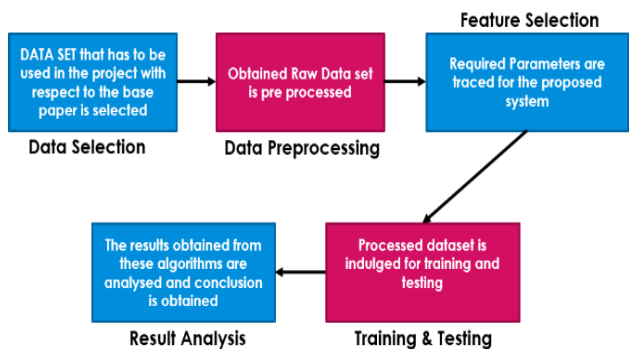 DATA SET that has to be
used in the project with
respect to the base
paper is selected
Data Selection
Obtained Raw Data set
is pre processed
Data Preprocessing
Feature Selection
Required Parameters are
traced for the proposed
system
Processed dataset is
indulged for training and
testing
Training & Testing
The results obtained from
these algorithms are
analysed and conclusion
is obtained
Result Analysis